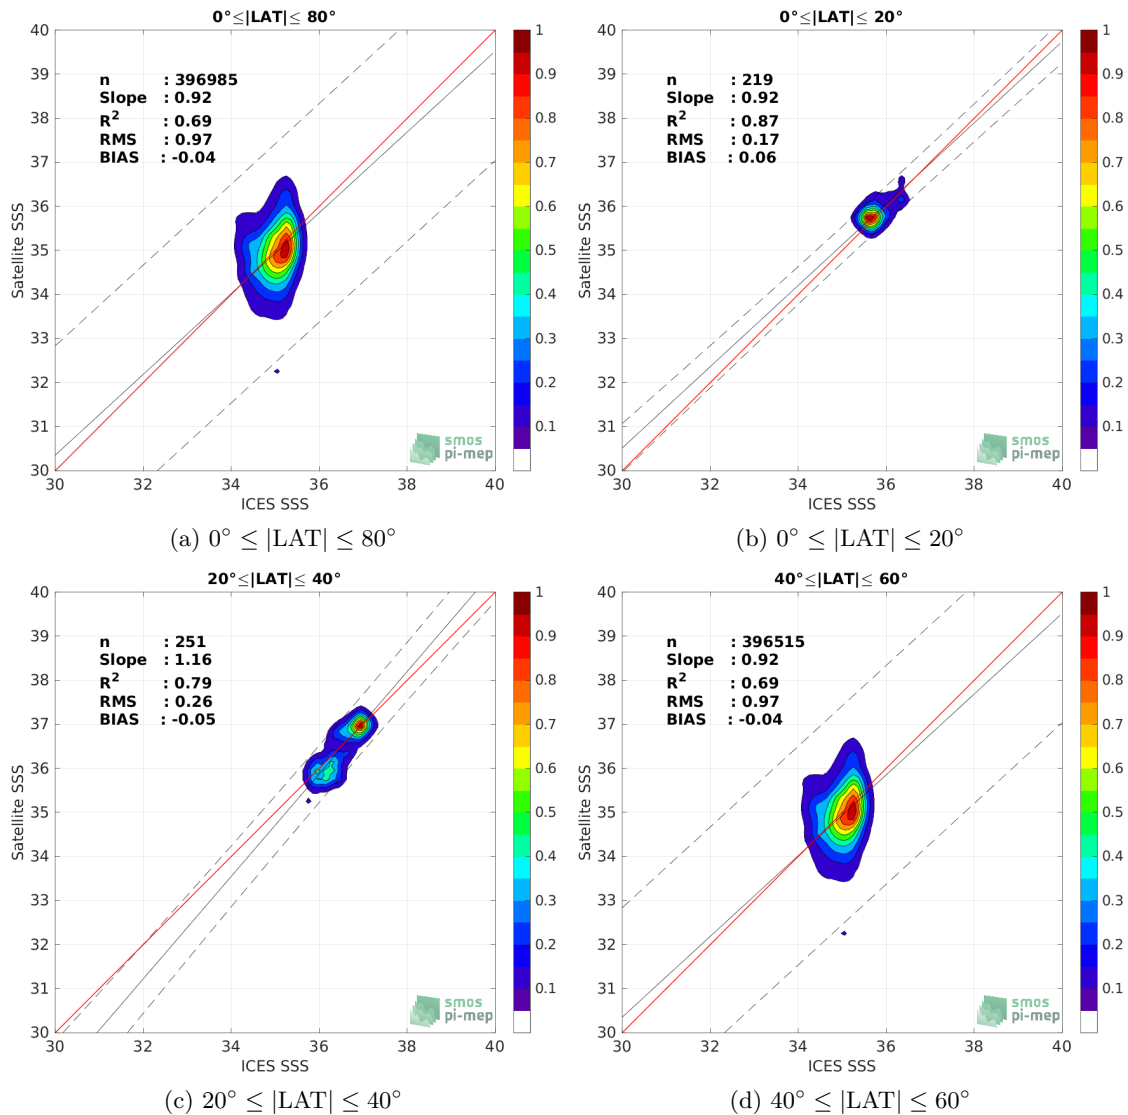 0°≤|LAT|≤ 80°
40
39
38
37
36
35
34
33
32
31
30
Satellite SSS
n : 396985
Slope : 0.92
R² : 0.69
RMS : 0.97
BIAS : -0.04
smos
pi-mep
30 32 34 36 38 40
ICES SSS
1
0.9
0.8
0.7
0.6
0.5
0.4
0.3
0.2
0.1
(a) 0° ≤ |LAT| ≤ 80°
0°≤|LAT|≤ 20°
40
39
38
37
36
35
34
33
32
31
30
Satellite SSS
n : 219
Slope : 0.92
R² : 0.87
RMS : 0.17
BIAS : 0.06
smos
pi-mep
30 32 34 36 38 40
ICES SSS
1
0.9
0.8
0.7
0.6
0.5
0.4
0.3
0.2
0.1
(b) 0° ≤ |LAT| ≤ 20°
20°≤|LAT|≤ 40°
40
39
38
37
36
35
34
33
32
31
30
Satellite SSS
n : 251
Slope : 1.16
R² : 0.79
RMS : 0.26
BIAS : -0.05
smos
pi-mep
30 32 34 36 38 40
ICES SSS
1
0.9
0.8
0.7
0.6
0.5
0.4
0.3
0.2
0.1
(c) 20° ≤ |LAT| ≤ 40°
40°≤|LAT|≤ 60°
40
39
38
37
36
35
34
33
32
31
30
Satellite SSS
n : 396515
Slope : 0.92
R² : 0.69
RMS : 0.97
BIAS : -0.04
smos
pi-mep
30 32 34 36 38 40
ICES SSS
1
0.9
0.8
0.7
0.6
0.5
0.4
0.3
0.2
0.1
(d) 40° ≤ |LAT| ≤ 60°